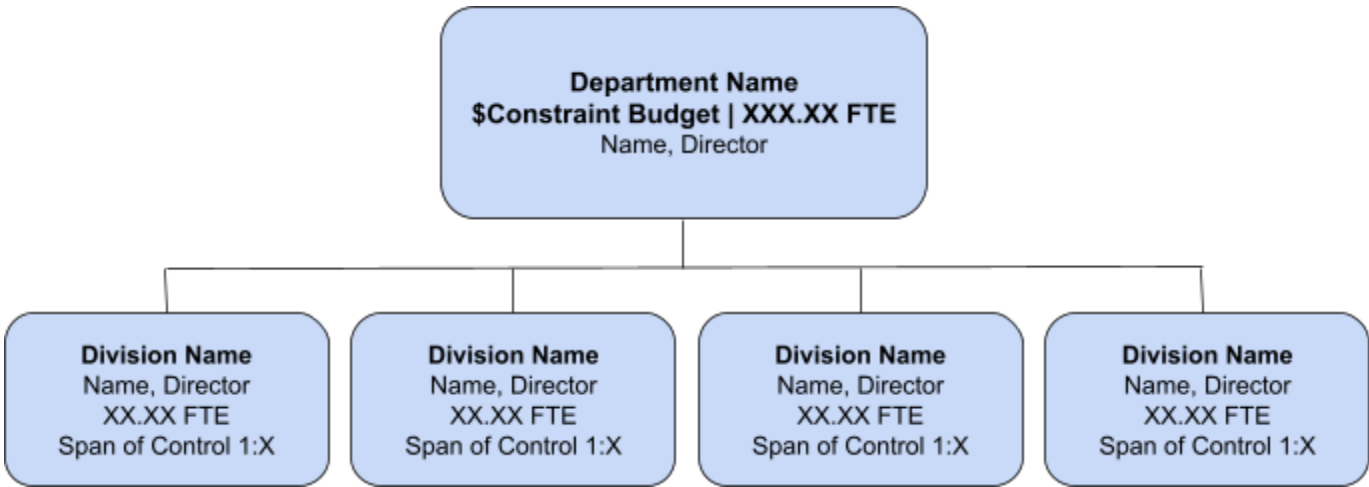 Department Name
$Constraint Budget | XXX.XX FTE
Name, Director
Division Name
Name, Director
XX.XX FTE
Span of Control 1:X
Division Name
Name, Director
XX.XX FTE
Span of Control 1:X
Division Name
Name, Director
XX.XX FTE
Span of Control 1:X
Division Name
Name, Director
XX.XX FTE
Span of Control 1:X